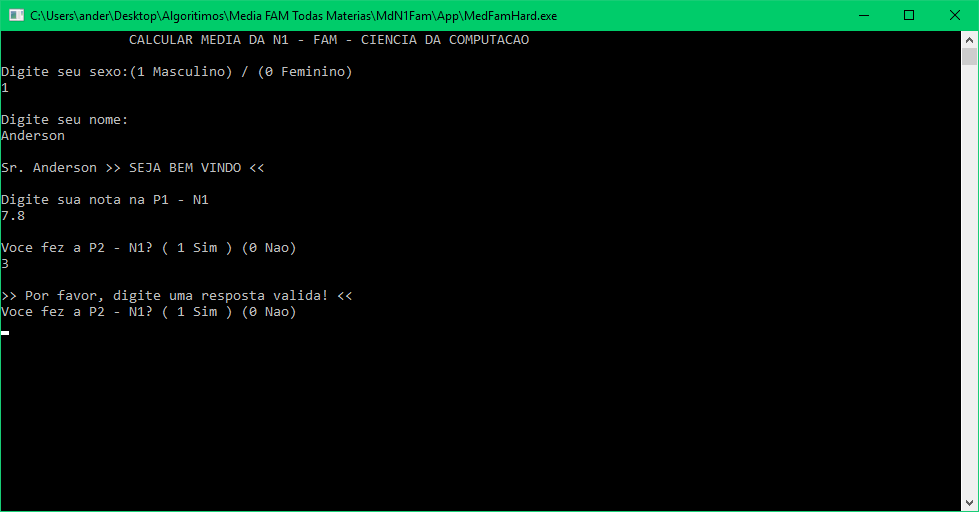 C:\Users\ander\Desktop\Algoritimos\Media FAM Todas Materias\MdN1Fam\App\MedFamHard.exe
CALCULAR MEDIA DA N1 - FAM - CIENCIA DA COMPUTACAO
Digite seu sexo:(1 Masculino) / (0 Feminino)
1
Digite seu nome:
Anderson
Sr. Anderson >> SEJA BEM VINDO <<
Digite sua nota na P1 - N1
7.8
Voce fez a P2 - N1? ( 1 Sim ) (0 Nao)
3
>> Por favor, digite uma resposta valida! <<
Voce fez a P2 - N1? ( 1 Sim ) (0 Nao)